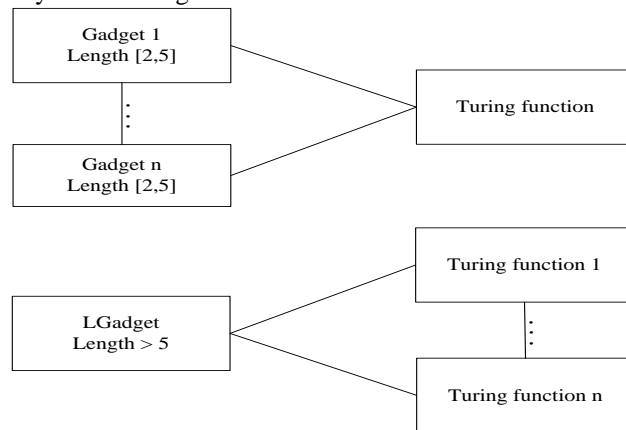 Gadget 1
Length [2,5]
Turing function
Gadget n
Length [2,5]
Turing function 1
LGadget
Length > 5
Turing function n